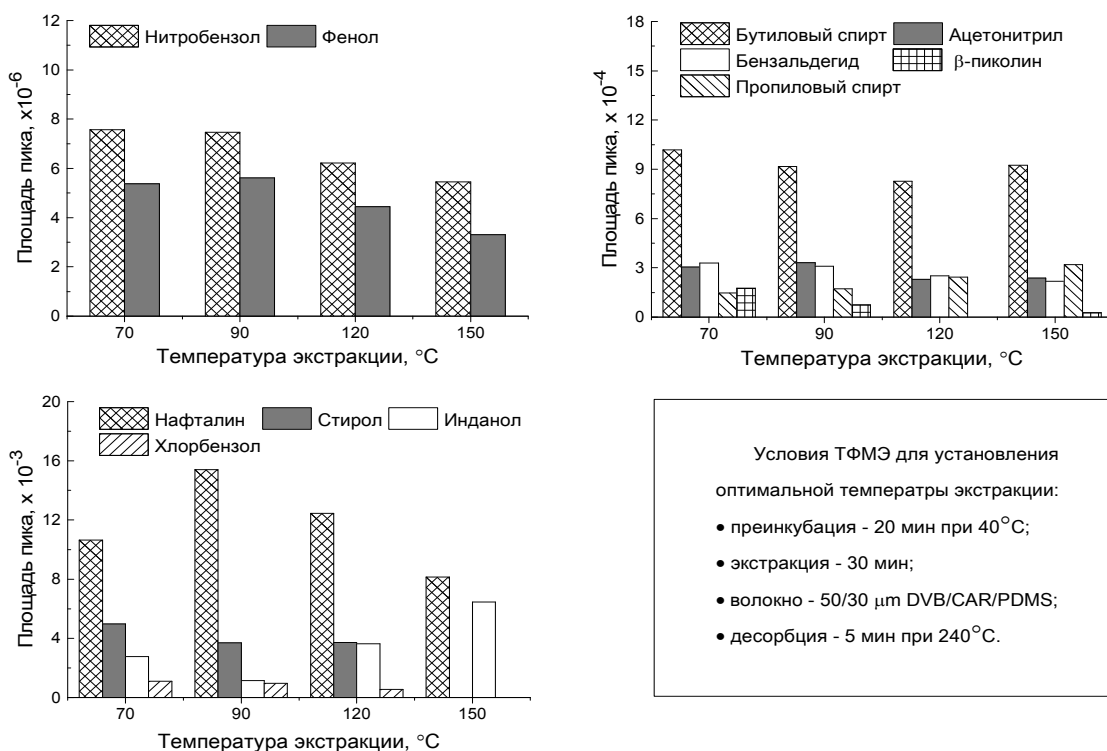 Нитробензол Фенол
12
10
8
6
4
2
0
Площадь пика, x10⁻⁶
70 90 120 150
Температура экстракции, °C
Бутиловый спирт Ацетонитрил
Бензальдегид β-пиколин
Пропиловый спирт
18
15
12
9
6
3
0
Площадь пика, x 10⁻⁴
70 90 120 150
Температура экстракции, °C
Нафталин Стирол Инданол
Хлорбензол
20
16
12
8
4
0
Площадь пика, x 10⁻³
70 90 120 150
Температура экстракции, °C
Условия ТФМЭ для установления
оптимальной температры экстракции:
• преинкубация - 20 мин при 40°C;
• экстракция - 30 мин;
• волокно - 50/30 μm DVB/CAR/PDMS;
• десорбция - 5 мин при 240°C.